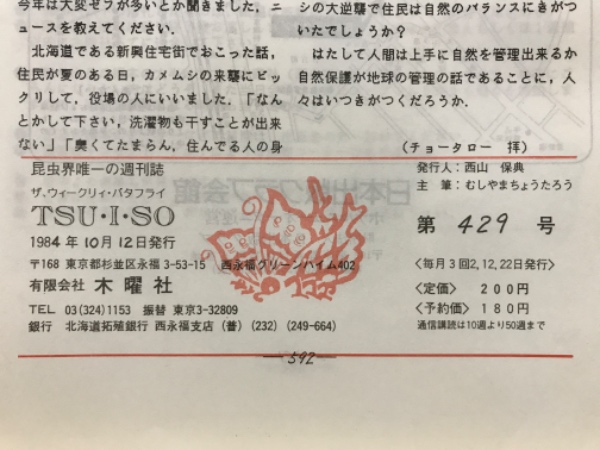 今年は大変ゼフが多いとか聞きました。ニ
ュースを教えてください。
北海道である新興住宅街でおこった話，
住民が夏のある日，カメムシの来襲にビッ
クリして，役場の人にいいました．「なん
とかして下さい，洗濯物も干すことが出来
ない」「臭くてたまらん，住んでる人の身
シの大逆襲で住民は自然のバランスにきがつ
いたでしょうか？
はたして人間は上手に自然を管理出来るか
自然保護が地球の管理の話であることに，人
々はいつきがつくだろうか．
（チョータロー 拝）
昆虫界唯一の週刊誌
ザ、ウィークリィ・バタフライ
TSU・I・SO
1984年10月12日発行
〒168 東京都杉並区永福3-53-15 西永福グリーンハイム402
有限会社 木曜社
TEL 03(324)1153 振替 東京3-32809
銀行 北海道拓殖銀行 西永福支店（普）(232)(249-664)
発行人：西山 保典
主 筆：むしやまちょうたろう
第 429 号
〈毎月3回2,12,22日発行〉
〈定価〉 200円
〈予約価〉 180円
通信講読は10週より50週まで
592